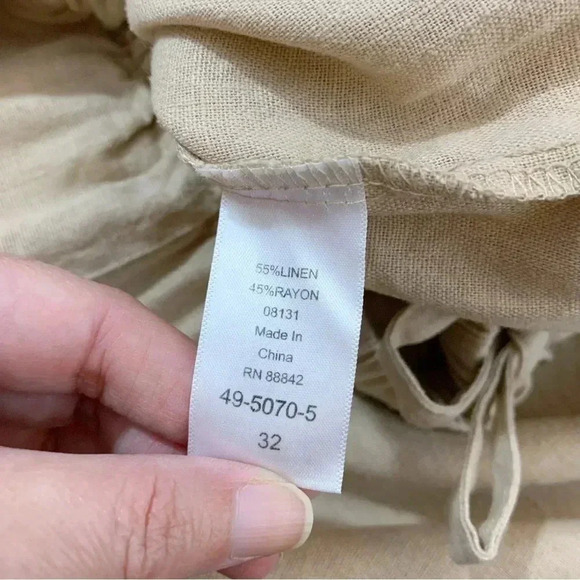 55%LINEN
45%RAYON
08131
Made In
China
RN 88842
49-5070-5
32